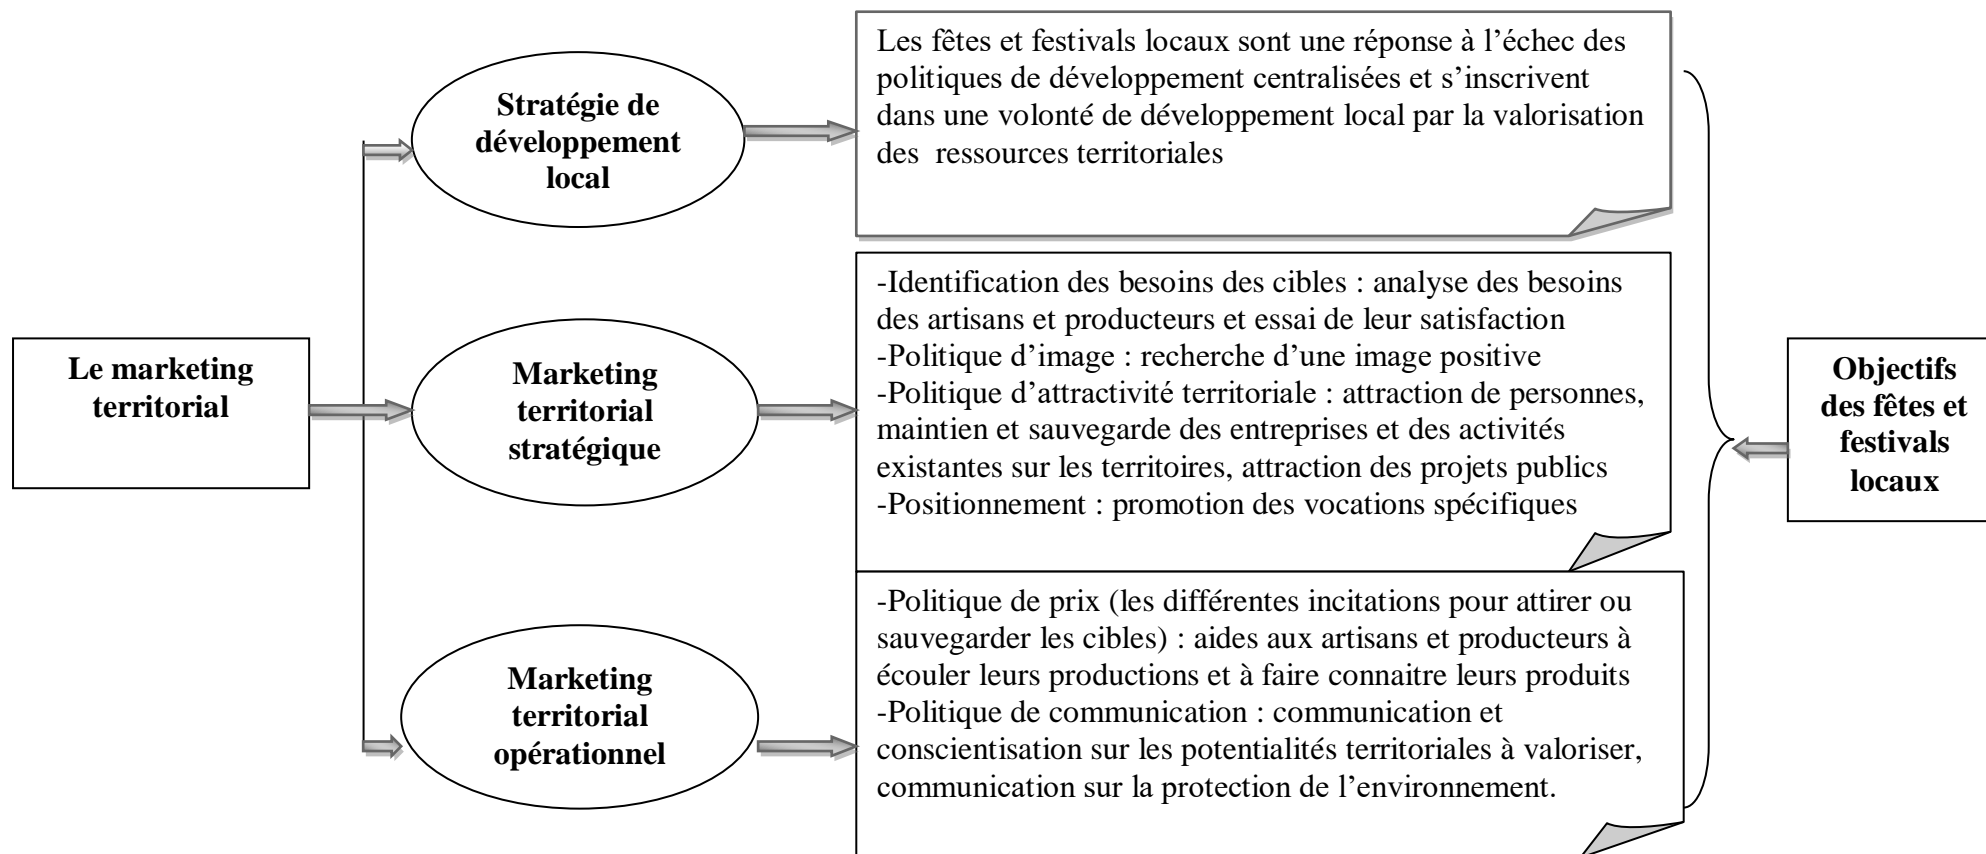 Le marketing
territorial
Stratégie de
développement
local
Les fêtes et festivals locaux sont une réponse à l’échec des
politiques de développement centralisées et s’inscrivent
dans une volonté de développement local par la valorisation
des ressources territoriales
Marketing
territorial
stratégique
-Identification des besoins des cibles : analyse des besoins
des artisans et producteurs et essai de leur satisfaction
-Politique d’image : recherche d’une image positive
-Politique d’attractivité territoriale : attraction de personnes,
maintien et sauvegarde des entreprises et des activités
existantes sur les territoires, attraction des projets publics
-Positionnement : promotion des vocations spécifiques
Marketing
territorial
opérationnel
-Politique de prix (les différentes incitations pour attirer ou
sauvegarder les cibles) : aides aux artisans et producteurs à
écouler leurs productions et à faire connaitre leurs produits
-Politique de communication : communication et
conscientisation sur les potentialités territoriales à valoriser,
communication sur la protection de l’environnement.
Objectifs
des fêtes et
festivals
locaux